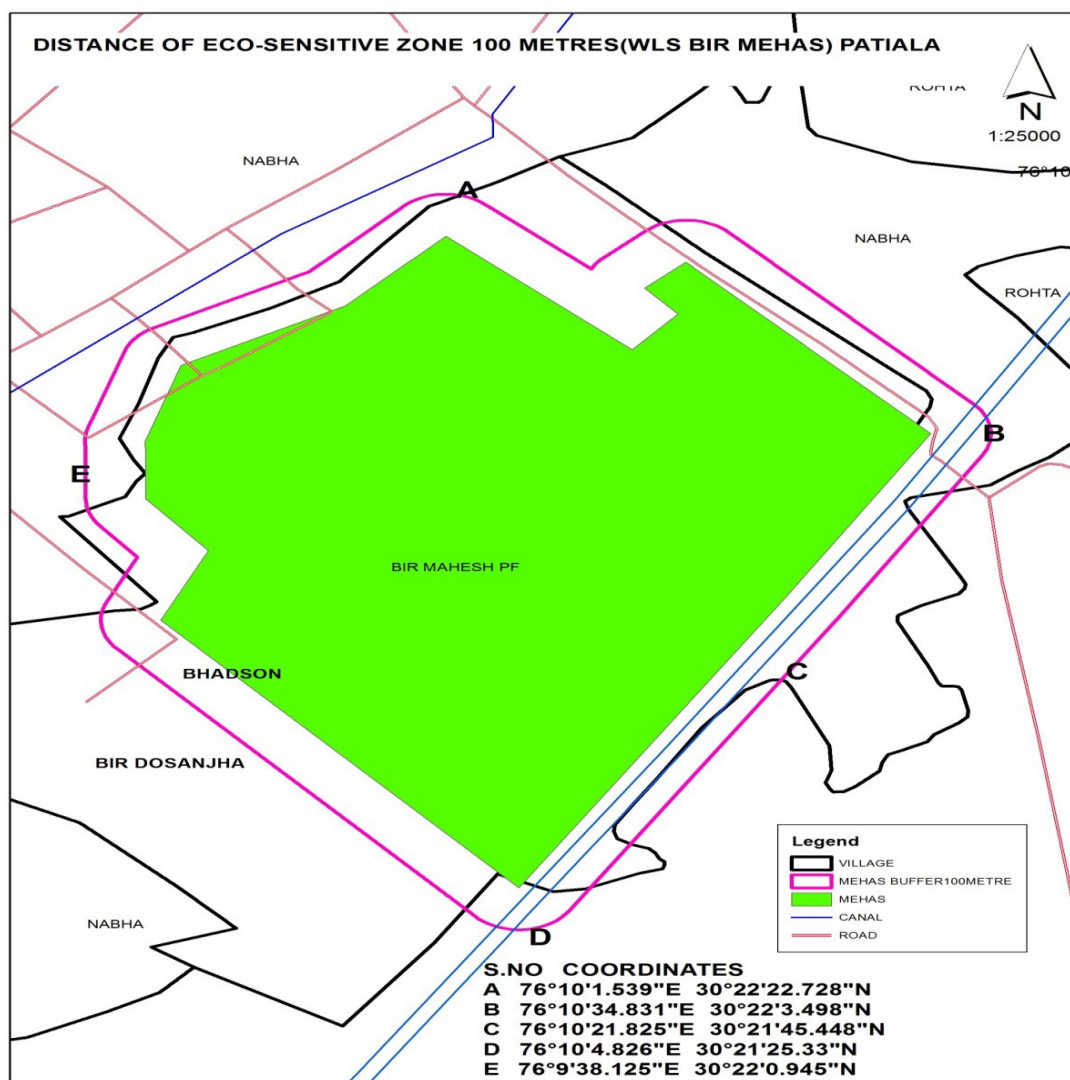 DISTANCE OF ECO-SENSITIVE ZONE 100 METRES(WLS BIR MEHAS) PATIALA
ROHTA
N
1:25000
76°10
NABHA
A
NABHA
ROHTA
B
E
BIR MAHESH PF
C
BHADSON
BIR DOSANJHA
Legend
VILLAGE
MEHAS BUFFER100METRE
MEHAS
CANAL
ROAD
NABHA
D
S.NO COORDINATES
A 76°10'1.539"E 30°22'22.728"N
B 76°10'34.831"E 30°22'3.498"N
C 76°10'21.825"E 30°21'45.448"N
D 76°10'4.826"E 30°21'25.33"N
E 76°9'38.125"E 30°22'0.945"N